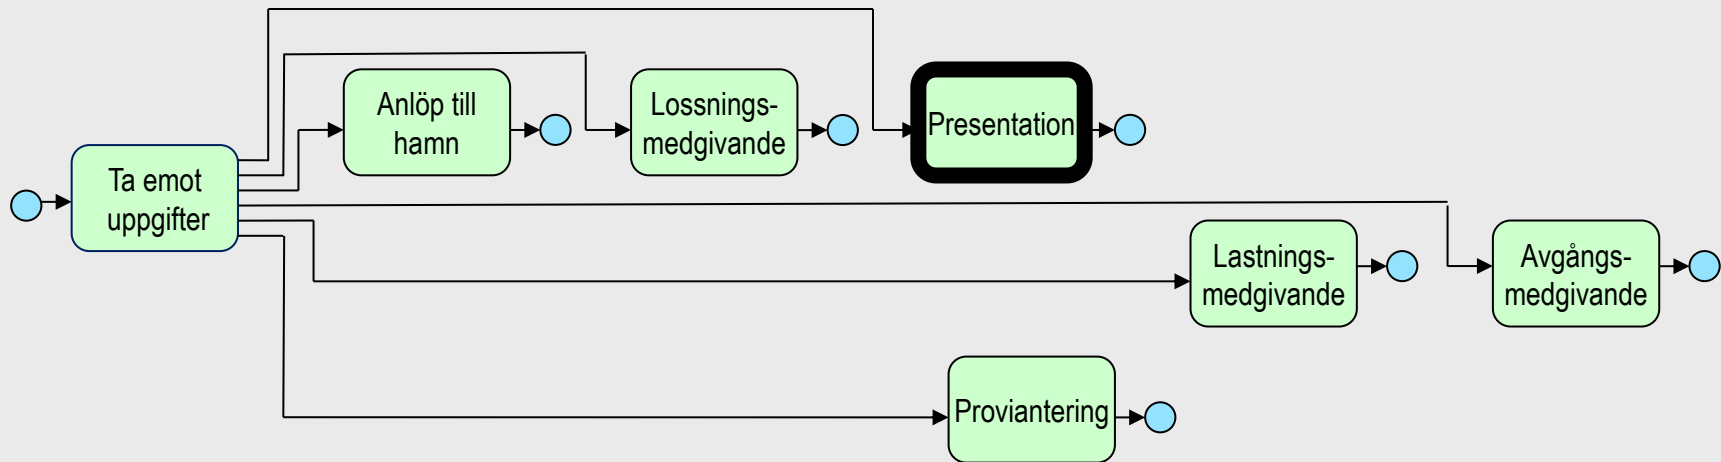 Anlöp till
hamn
Lossnings-
medgivande
Presentation
Ta emot
uppgifter
Lastnings-
medgivande
Avgångs-
medgivande
Proviantering